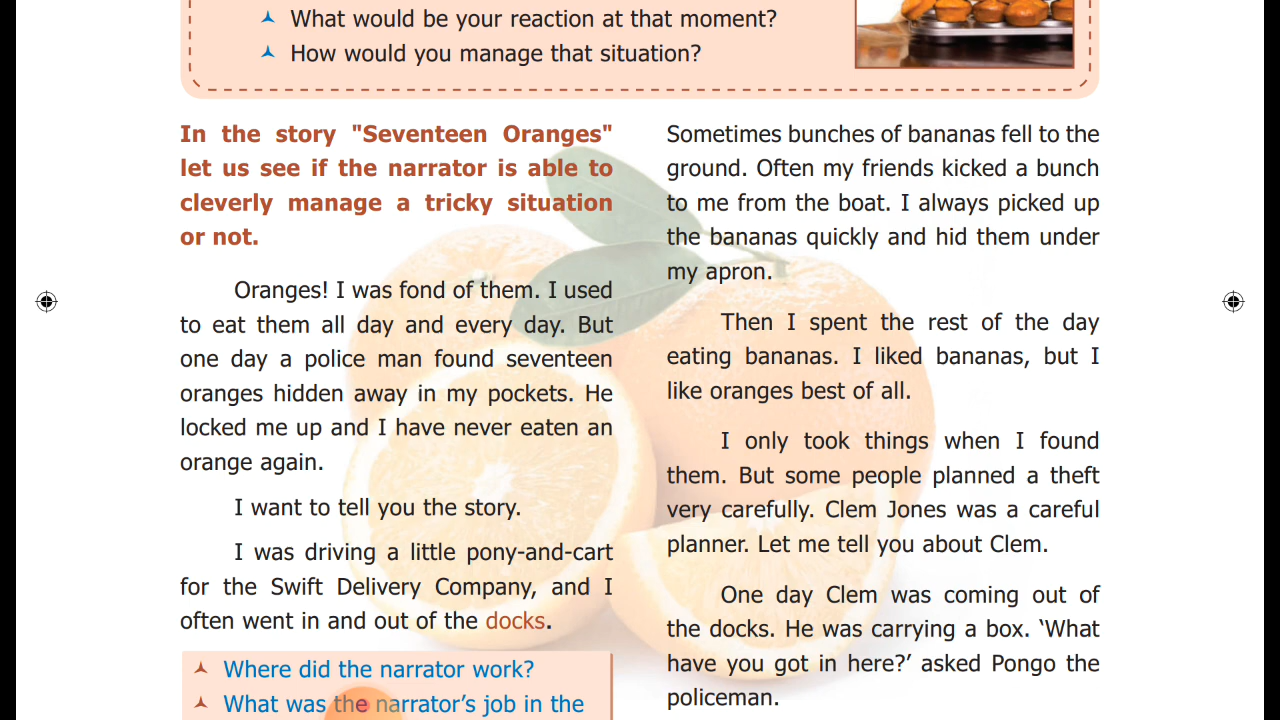 What would be your reaction at that moment?
How would you manage that situation?
In the story "Seventeen Oranges"
let us see if the narrator is able to
cleverly manage a tricky situation
or not.
Oranges! I was fond of them. I used
to eat them all day and every day. But
one day a police man found seventeen
oranges hidden away in my pockets. He
locked me up and I have never eaten an
orange again.
I want to tell you the story.
I was driving a little pony-and-cart
for the Swift Delivery Company, and I
often went in and out of the docks.
Where did the narrator work?
What was the narrator’s job in the
Sometimes bunches of bananas fell to the
ground. Often my friends kicked a bunch
to me from the boat. I always picked up
the bananas quickly and hid them under
my apron.
Then I spent the rest of the day
eating bananas. I liked bananas, but I
like oranges best of all.
I only took things when I found
them. But some people planned a theft
very carefully. Clem Jones was a careful
planner. Let me tell you about Clem.
One day Clem was coming out of
the docks. He was carrying a box. ‘What
have you got in here?’ asked Pongo the
policeman.